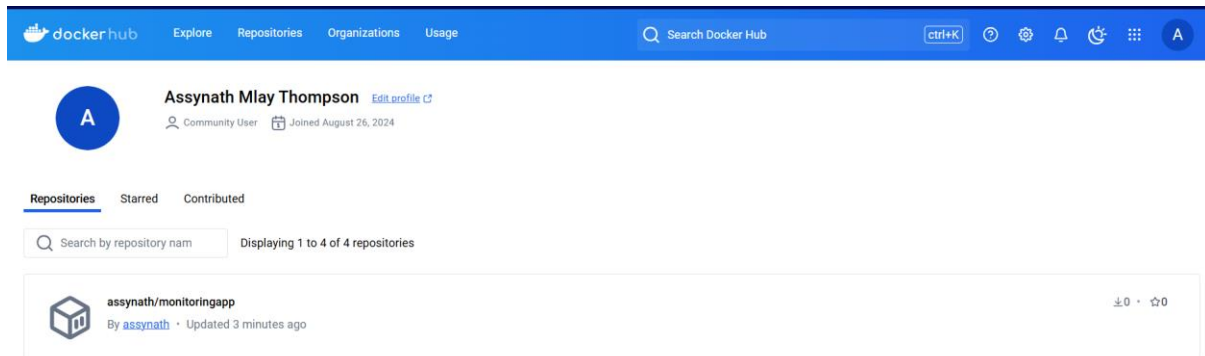 dockerhub Explore Repositories Organizations Usage Search Docker Hub ctrl+K A
A
Assynath Mlay Thompson Edit profile
Community User Joined August 26, 2024
Repositories Starred Contributed
Search by repository nam Displaying 1 to 4 of 4 repositories
assynath/monitoringapp 0 · 0
By assynath · Updated 3 minutes ago